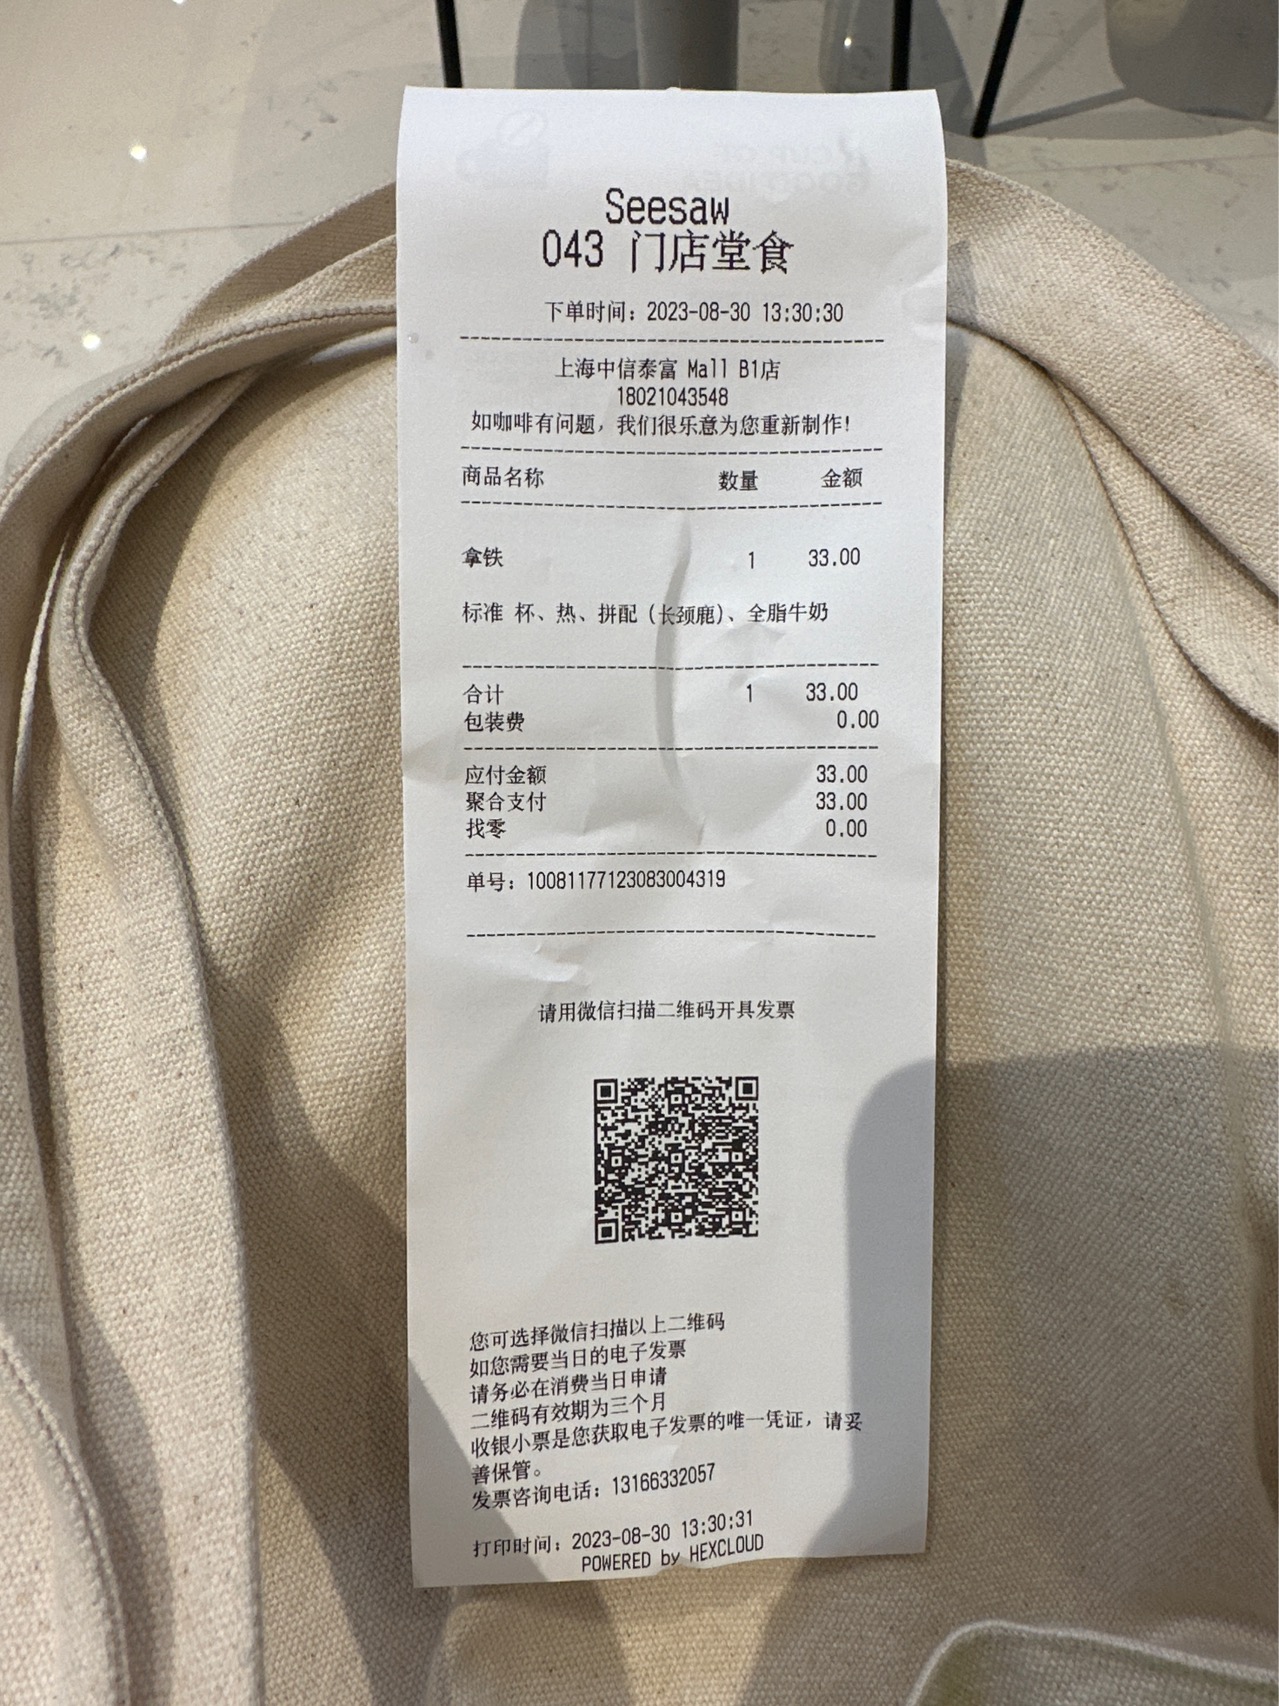 Seesaw
043 门店堂食
下单时间：2023-08-30 13:30:30
上海中信泰富 Mall B1店
18021043548
如咖啡有问题，我们很乐意为您重新制作！
商品名称 数量 金额
拿铁 1 33.00
标准 杯、热、拼配（长颈鹿）、全脂牛奶
合计 1 33.00
包装费 0.00
应付金额 33.00
聚合支付 33.00
找零 0.00
单号：10081177123083004319
请用微信扫描二维码开具发票
您可选择微信扫描以上二维码
如您需要当日的电子发票
请务必在消费当日申请
二维码有效期为三个月
收银小票是您获取电子发票的唯一凭证，请妥
善保管。
发票咨询电话：13166332057
打印时间：2023-08-30 13:30:31
POWERED by HEXCLOUD